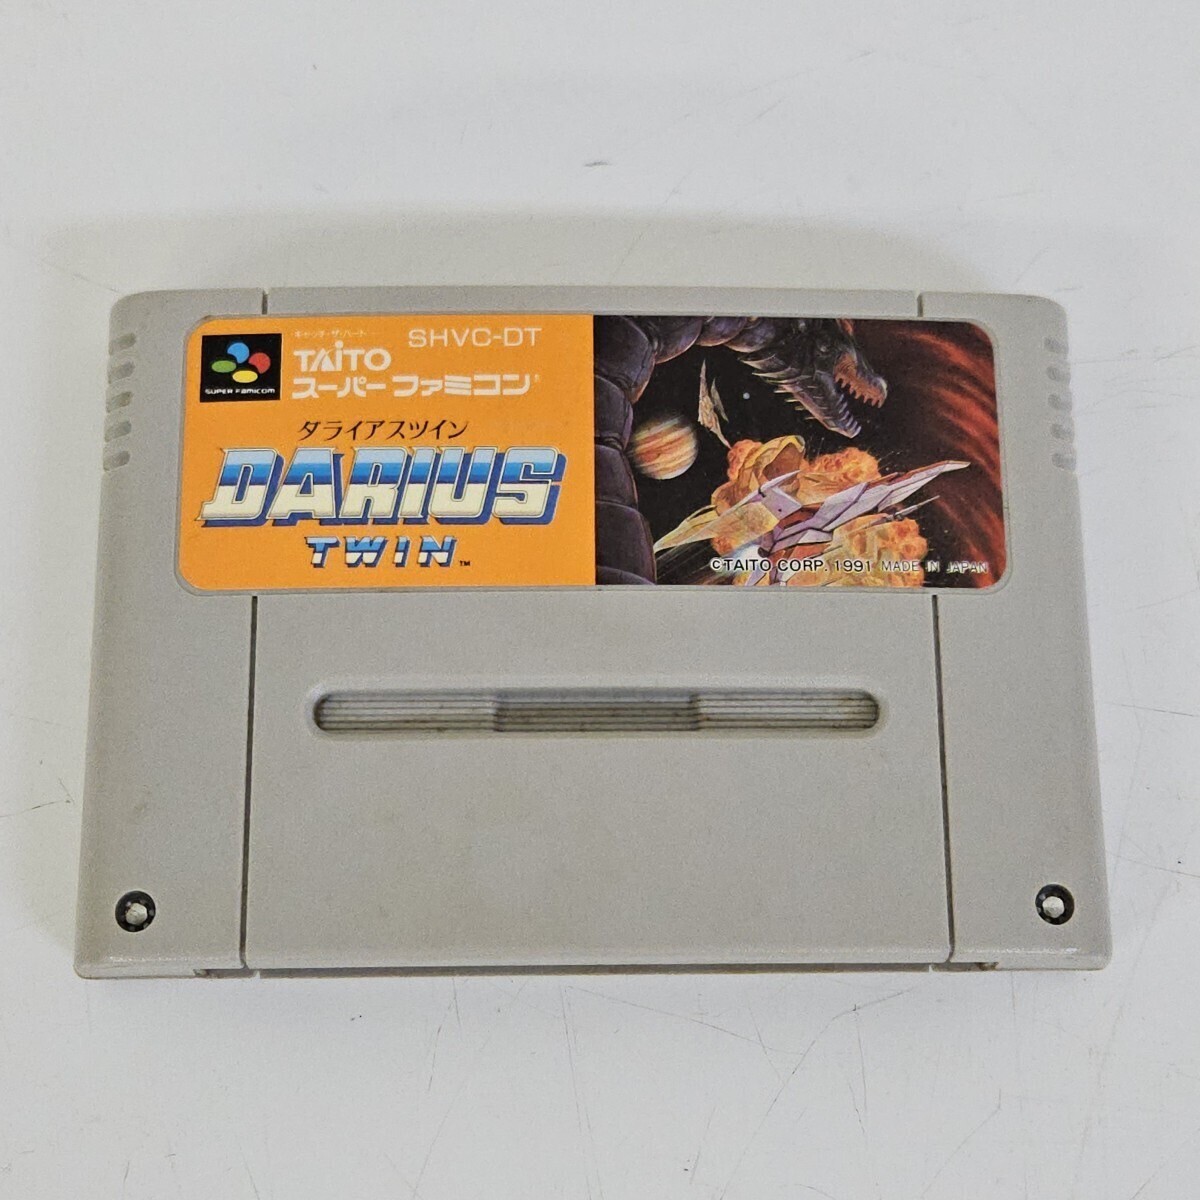 キャッチ・ザ・ハート
SHVC-DT
TAITO
スーパーファミコン
SUPER FAMICOM
ダライアスツイン
DARIUS
TWIN™
©TAITO CORP. 1991 MADE IN JAPAN